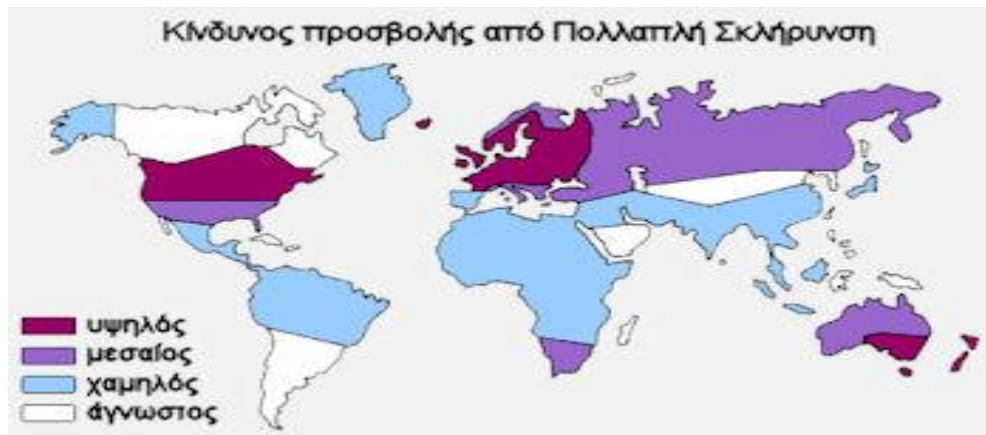 Κίνδυνος προσβολής από Πολλαπλή Σκλήρυνση
υψηλός
μεσαίος
χαμηλός
άγνωστος